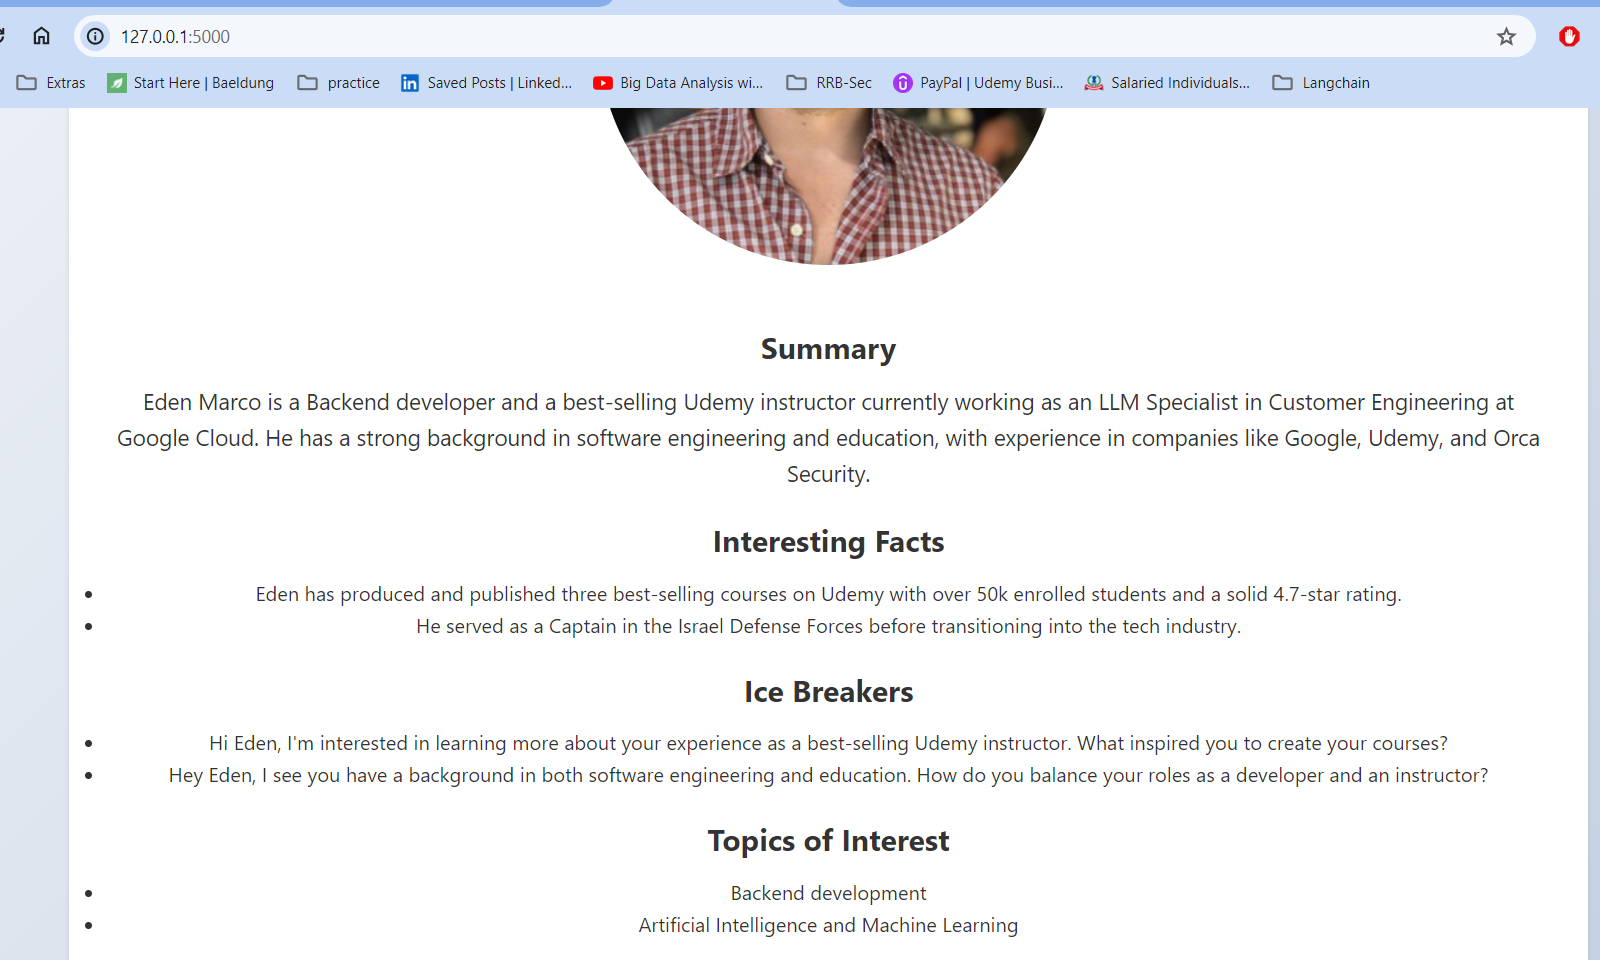 127.0.0.1:5000
Extras
Start Here | Baeldung
practice
Saved Posts | Linked...
Big Data Analysis wi...
RRB-Sec
PayPal | Udemy Busi...
Salaried Individuals...
Langchain
Summary
Eden Marco is a Backend developer and a best-selling Udemy instructor currently working as an LLM Specialist in Customer Engineering at
Google Cloud. He has a strong background in software engineering and education, with experience in companies like Google, Udemy, and Orca
Security.
Interesting Facts
Eden has produced and published three best-selling courses on Udemy with over 50k enrolled students and a solid 4.7-star rating.
He served as a Captain in the Israel Defense Forces before transitioning into the tech industry.
Ice Breakers
Hi Eden, I'm interested in learning more about your experience as a best-selling Udemy instructor. What inspired you to create your courses?
Hey Eden, I see you have a background in both software engineering and education. How do you balance your roles as a developer and an instructor?
Topics of Interest
Backend development
Artificial Intelligence and Machine Learning